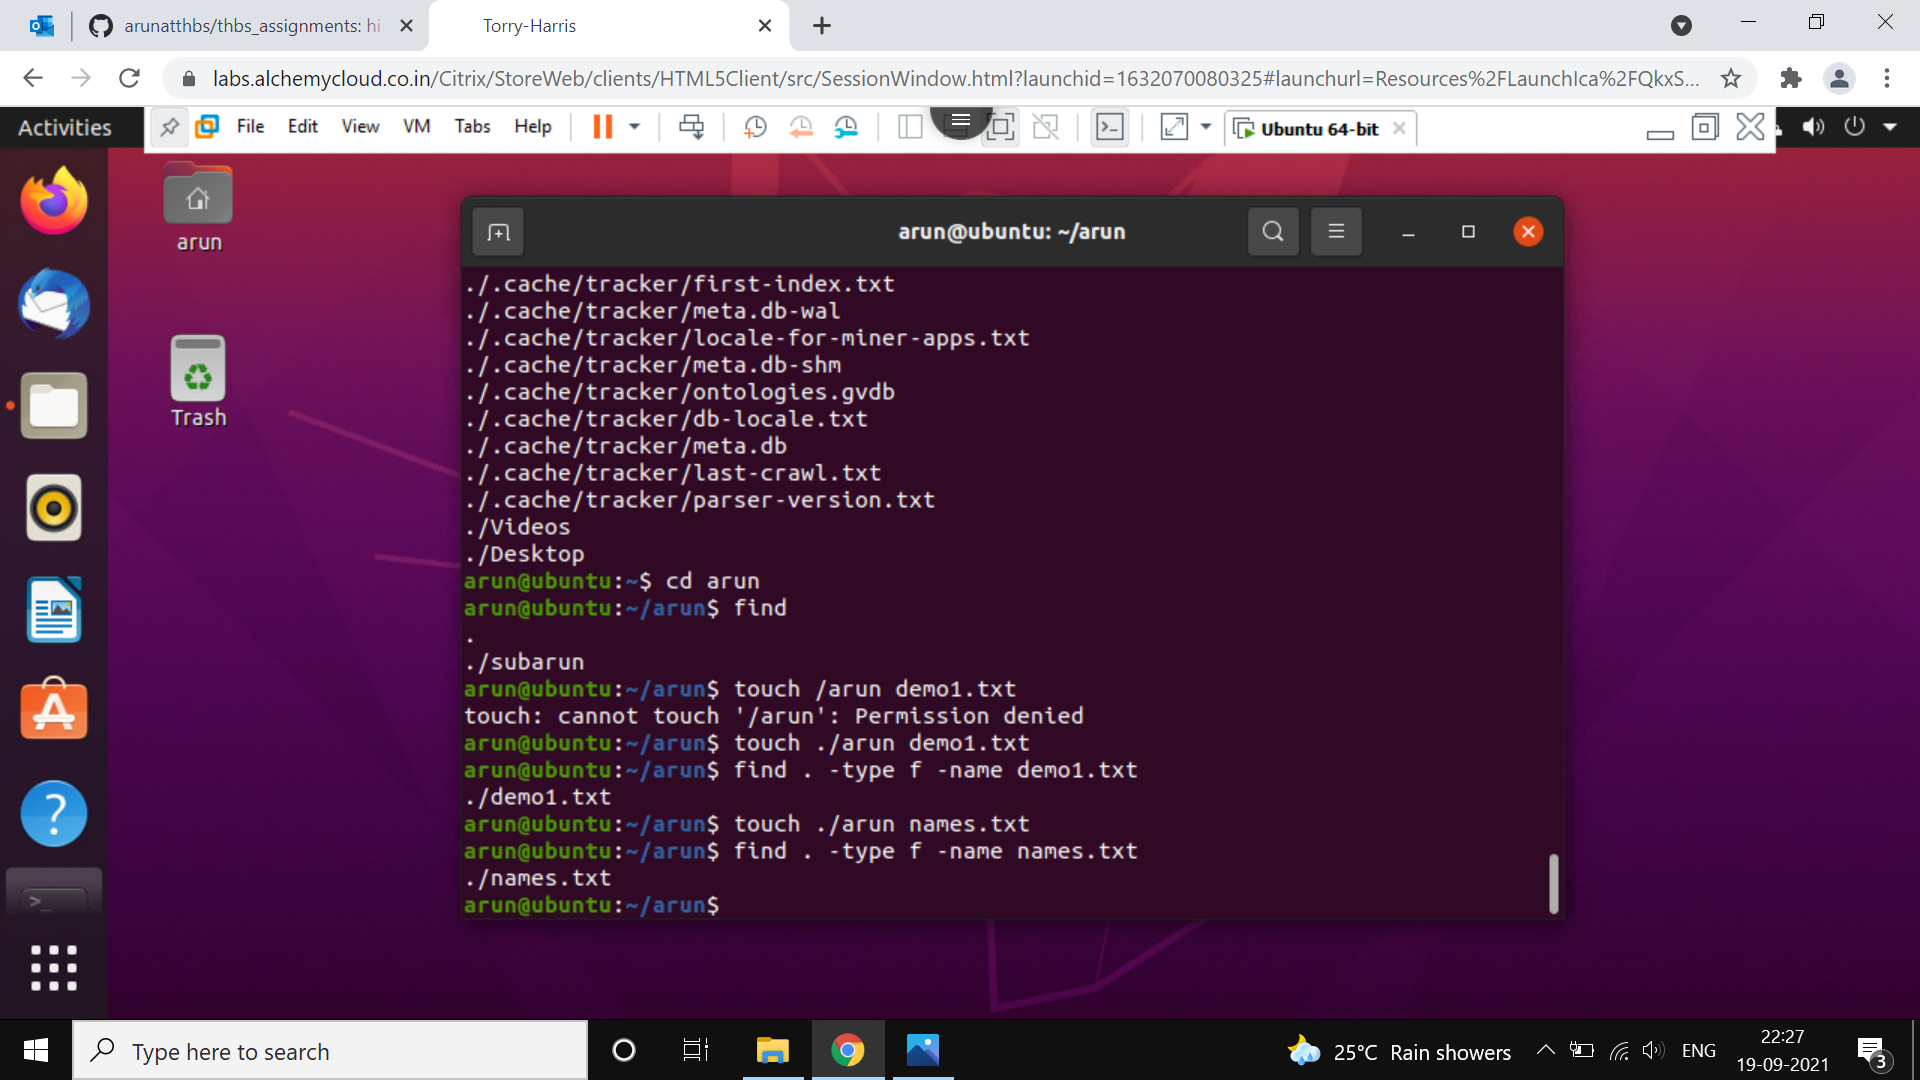 arunatthbs/thbs_assignments: hi
Torry-Harris
labs.alchemycloud.co.in/Citrix/StoreWeb/clients/HTML5Client/src/SessionWindow.html?launchid=1632070080325#launchurl=Resources%2FLaunchIca%2FQkxS...
Activities
File Edit View VM Tabs Help
Ubuntu 64-bit
arun
Trash
arun@ubuntu: ~/arun
./.cache/tracker/first-index.txt
./.cache/tracker/meta.db-wal
./.cache/tracker/locale-for-miner-apps.txt
./.cache/tracker/meta.db-shm
./.cache/tracker/ontologies.gvdb
./.cache/tracker/db-locale.txt
./.cache/tracker/meta.db
./.cache/tracker/last-crawl.txt
./.cache/tracker/parser-version.txt
./Videos
./Desktop
arun@ubuntu:~$ cd arun
arun@ubuntu:~/arun$ find
.
./subarun
arun@ubuntu:~/arun$ touch /arun demo1.txt
touch: cannot touch '/arun': Permission denied
arun@ubuntu:~/arun$ touch ./arun demo1.txt
arun@ubuntu:~/arun$ find . -type f -name demo1.txt
./demo1.txt
arun@ubuntu:~/arun$ touch ./arun names.txt
arun@ubuntu:~/arun$ find . -type f -name names.txt
./names.txt
arun@ubuntu:~/arun$
Type here to search
25°C Rain showers
ENG
22:27
19-09-2021
3